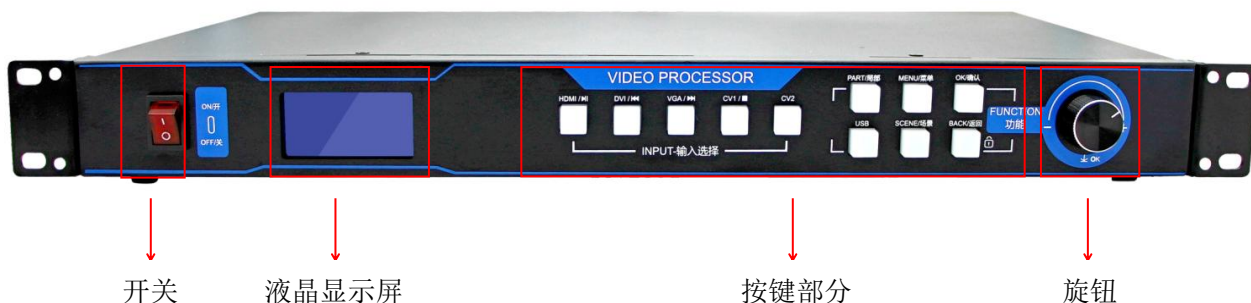 VIDEO PROCESSOR
ON/开
OFF/关
HDMI /▶II
DVI /I◀◀
VGA /▶▶I
CV1 / ■
CV2
INPUT-输入选择
PART/局部
MENU/菜单
OK/确认
USB
SCENE/场景
BACK/返回
FUNCTION
功能
- +
OK
开关
液晶显示屏
按键部分
旋钮